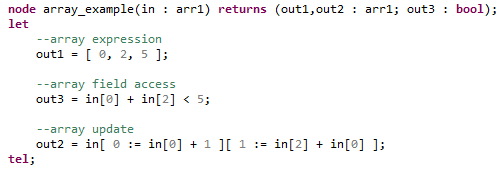 node array_example(in : arr1) returns (out1,out2 : arr1; out3 : bool);
let
    --array expression
    out1 = [ 0, 2, 5 ];

    --array field access
    out3 = in[0] + in[2] < 5;

    --array update
    out2 = in[ 0 := in[0] + 1 ][ 1 := in[2] + in[0] ];
tel;